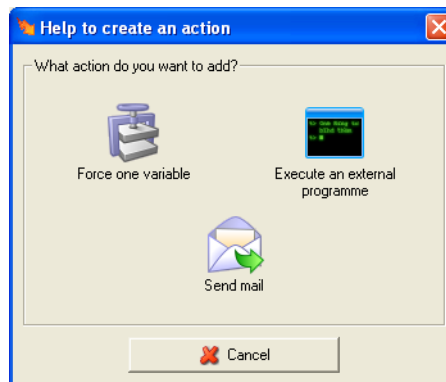 Help to create an action
What action do you want to add?
Force one variable
Execute an external
programme
Send mail
Cancel